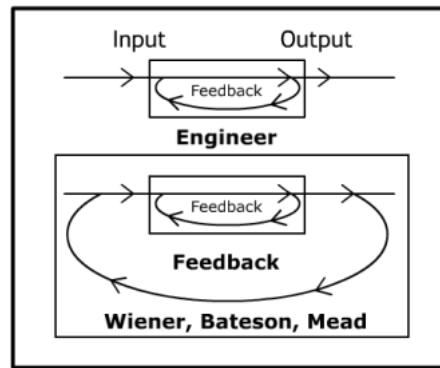 Input Output
Feedback
Engineer
Feedback
Feedback
Wiener, Bateson, Mead